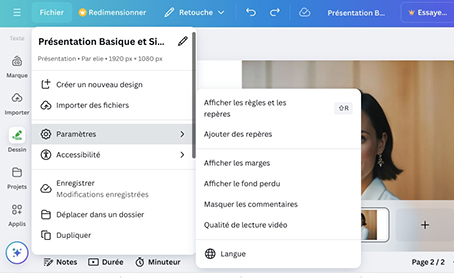 Fichier
Redimensionner
Retouche
Présentation B...
Essaye...
Texte
Marque
Importer
Dessin
Projets
Applis
Présentation Basique et Si...
Présentation • Par elie • 1920 px • 1080 px
Créer un nouveau design
Importer des fichiers
Paramètres
Accessibilité
Enregistrer
Modifications enregistrées
Déplacer dans un dossier
Dupliquer
Afficher les règles et les
repères
⇧R
Ajouter des repères
Afficher les marges
Afficher le fond perdu
Masquer les commentaires
Qualité de lecture vidéo
Langue
Notes
Durée
Minuteur
Page 2 / 2